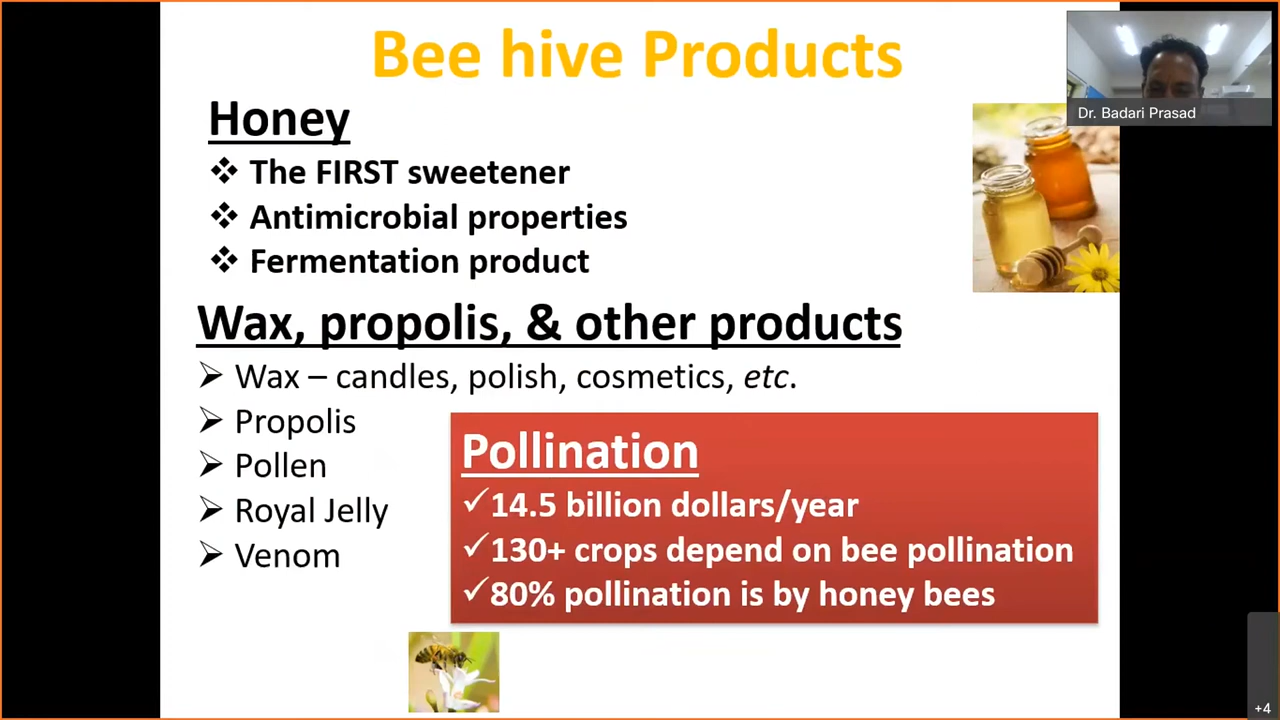 Bee hive Products
Dr. Badari Prasad
Honey
❖ The FIRST sweetener
❖ Antimicrobial properties
❖ Fermentation product
Wax, propolis, & other products
➢ Wax – candles, polish, cosmetics, etc.
➢ Propolis
➢ Pollen
➢ Royal Jelly
➢ Venom
Pollination
✓14.5 billion dollars/year
✓130+ crops depend on bee pollination
✓80% pollination is by honey bees
+4